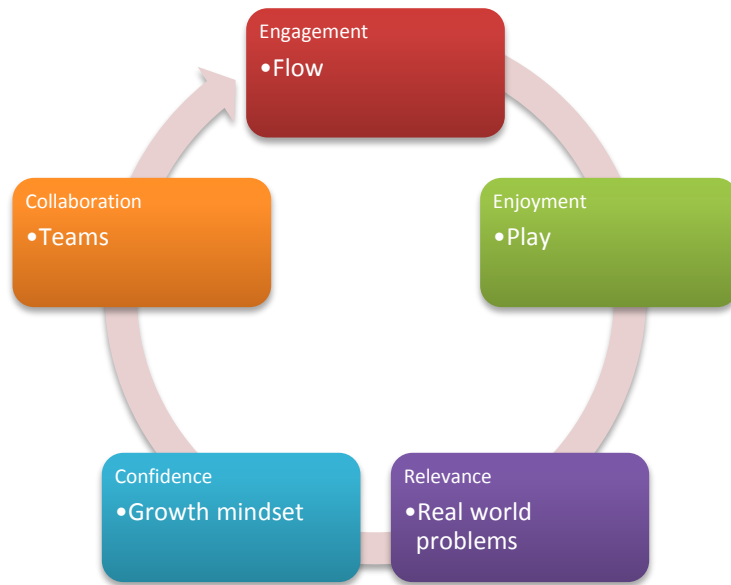 Engagement
•Flow
Enjoyment
•Play
Relevance
•Real world
problems
Confidence
•Growth mindset
Collaboration
•Teams